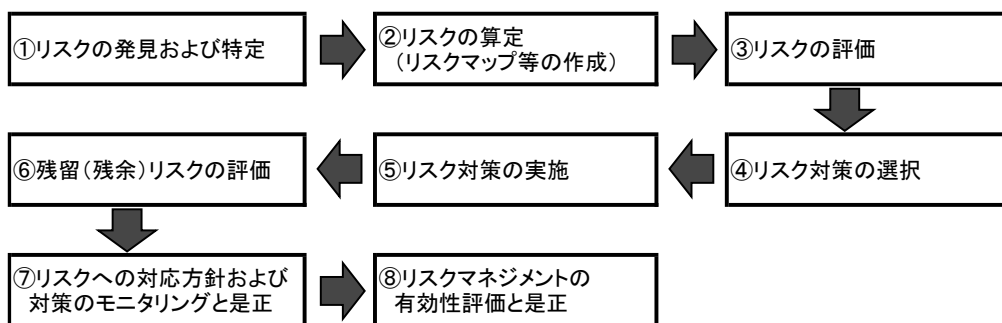 ①リスクの発見および特定
②リスクの算定
(リスクマップ等の作成)
③リスクの評価
④リスク対策の選択
⑤リスク対策の実施
⑥残留(残余)リスクの評価
⑦リスクへの対応方針および
対策のモニタリングと是正
⑧リスクマネジメントの
有効性評価と是正